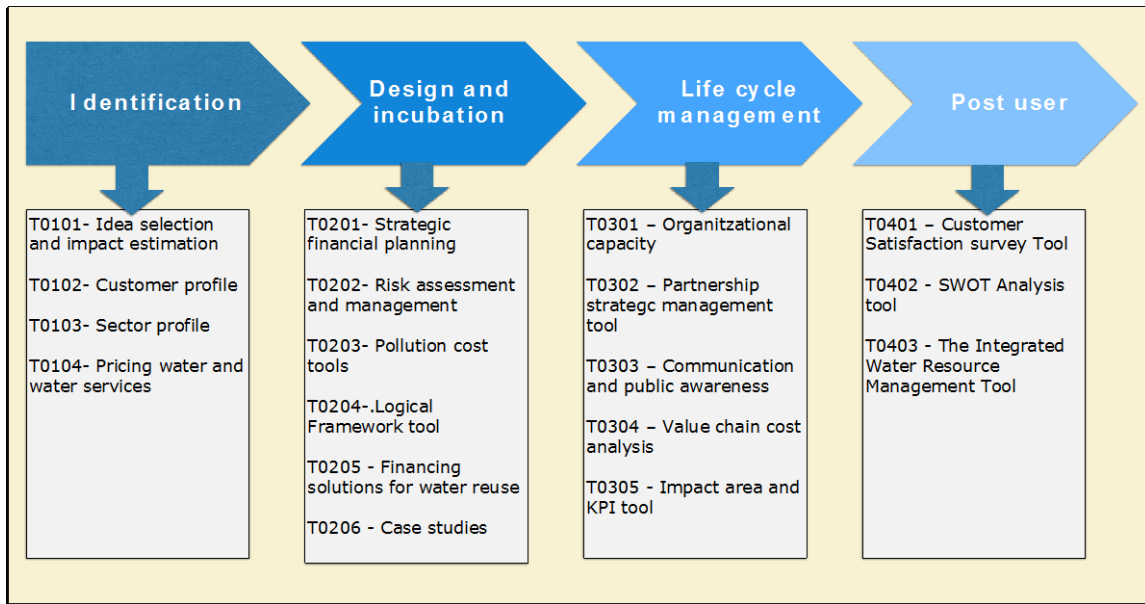 Identification
Design and
incubation
Life cycle
management
Post user
T0101- Idea selection
and impact estimation
T0102- Customer profile
T0103- Sector profile
T0104- Pricing water and
water services
T0201- Strategic
financial planning
T0202- Risk assessment
and management
T0203- Pollution cost
tools
T0204-.Logical
Framework tool
T0205 - Financing
solutions for water reuse
T0206 - Case studies
T0301 – Organitzational
capacity
T0302 – Partnership
strategc management
tool
T0303 – Communication
and public awareness
T0304 – Value chain cost
analysis
T0305 - Impact area and
KPI tool
T0401 – Customer
Satisfaction survey Tool
T0402 - SWOT Analysis
tool
T0403 - The Integrated
Water Resource
Management Tool